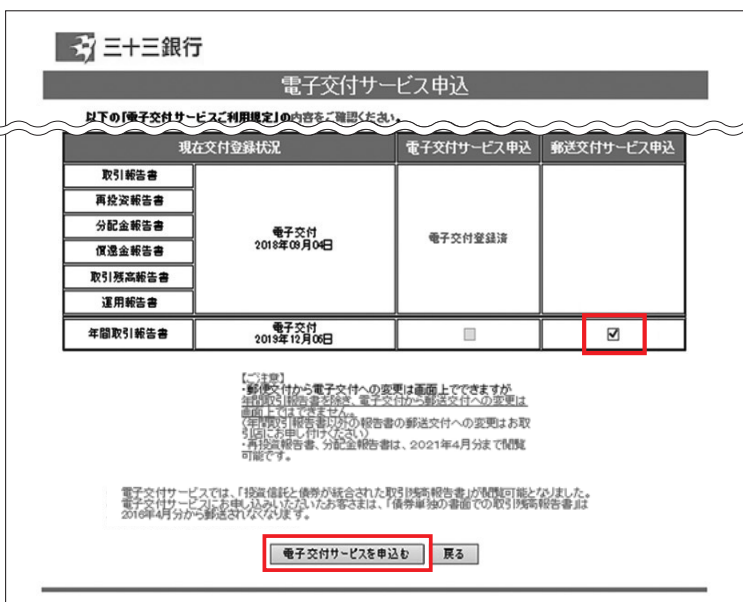 三十三銀行
電子交付サービス申込
以下の「電子交付サービスご利用規定」の内容をご確認ください。
現在交付登録状況 電子交付サービス申込 郵送交付サービス申込
取引報告書
再投資報告書
分配金報告書
償還金報告書
取引残高報告書
運用報告書
電子交付
2018年09月04日
電子交付登録済
年間取引報告書 電子交付
2019年12月06日
【ご注意】
・郵便交付から電子交付への変更は画面上でできますが
年間取引報告書を除き、電子交付から郵送交付への変更は
画面上ではできません。
(年間取引報告書以外の報告書の郵送交付への変更はお取
引店にお申し付けください)
・再投資報告書、分配金報告書は、2021年4月分まで閲覧
可能です。
電子交付サービスでは、「投資信託と債券が統合された取引残高報告書」が閲覧可能となりました。
電子交付サービスにお申し込みいただいたお客さまは、「債券単独の書面での取引残高報告書」は
2016年4月分から郵送されなくなります。
電子交付サービスを申込む 戻る